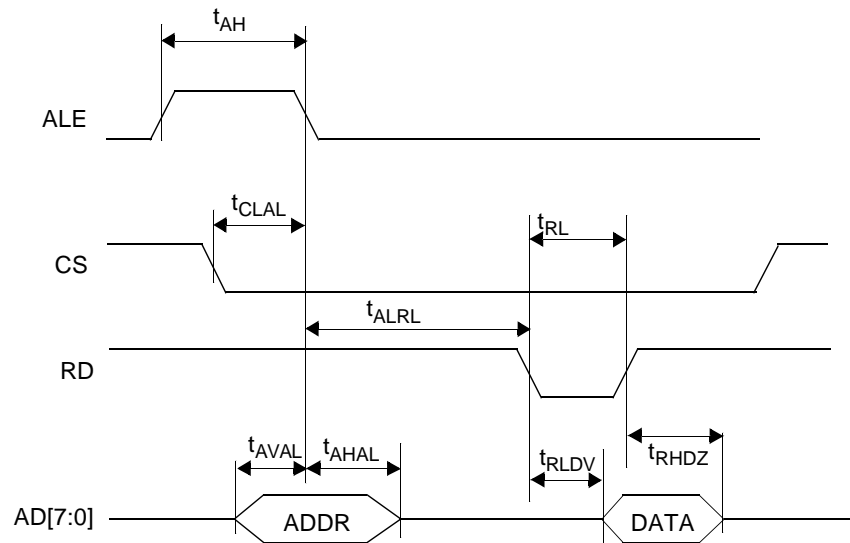 tAH
ALE
tCLAL
tRL
CS
tALRL
RD
tAVAL
tAHAL
tRLDV
tRHDZ
AD[7:0]
ADDR
DATA